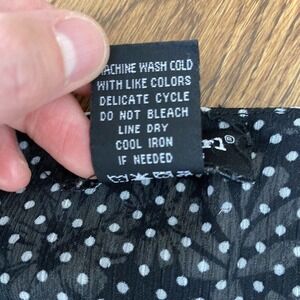 MACHINE WASH COLD
WITH LIKE COLORS
DELICATE CYCLE
DO NOT BLEACH
LINE DRY
COOL IRON
IF NEEDED